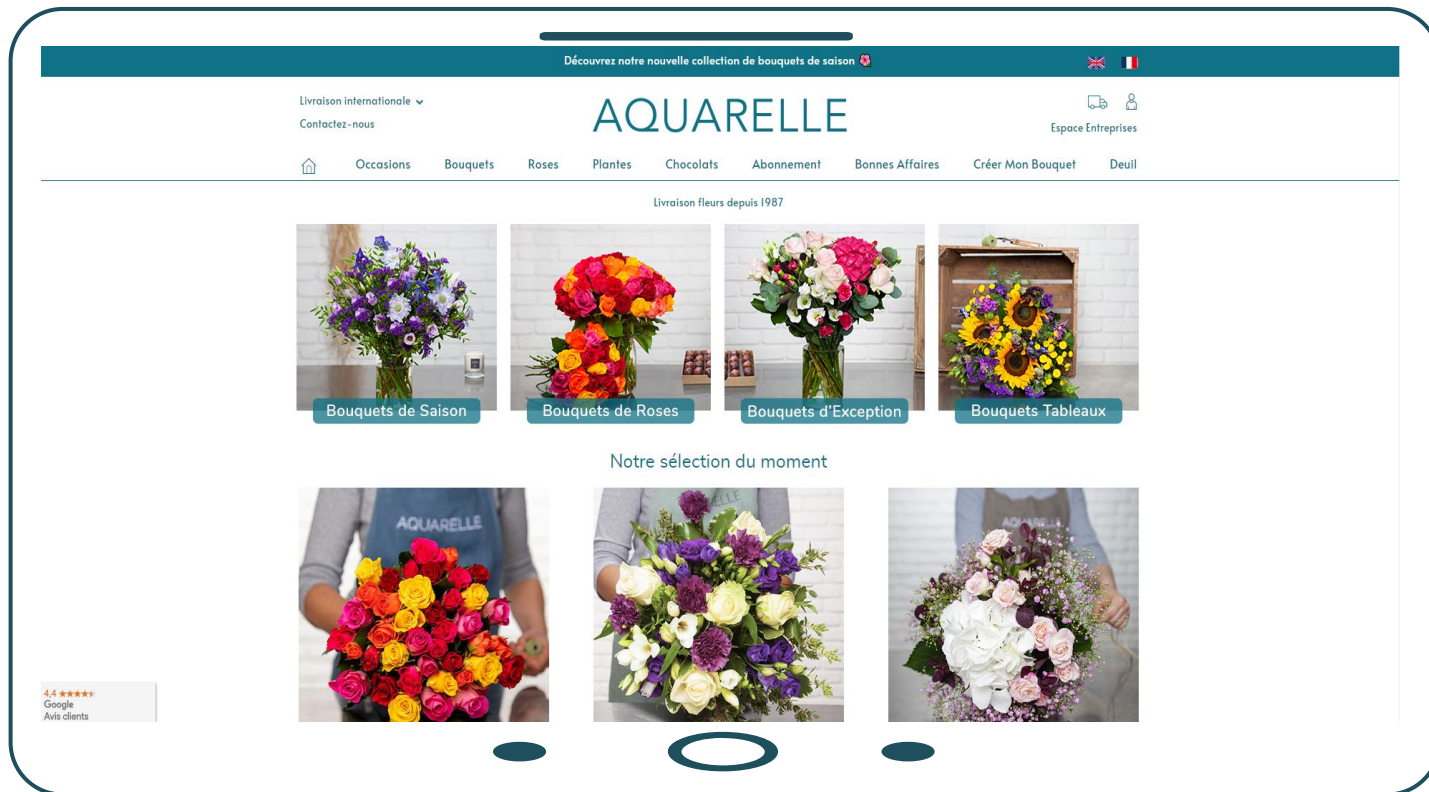 Découvrez notre nouvelle collection de bouquets de saison
Livraison internationale
Contactez-nous
AQUARELLE
Espace Entreprises
Occasions Bouquets Roses Plantes Chocolats Abonnement Bonnes Affaires Créer Mon Bouquet Deuil
Livraison fleurs depuis 1987
Bouquets de Saison Bouquets de Roses Bouquets d'Exception Bouquets Tableaux
Notre sélection du moment
AQUARELLE ELLE AQUARELLE
4,4
Google
Avis clients